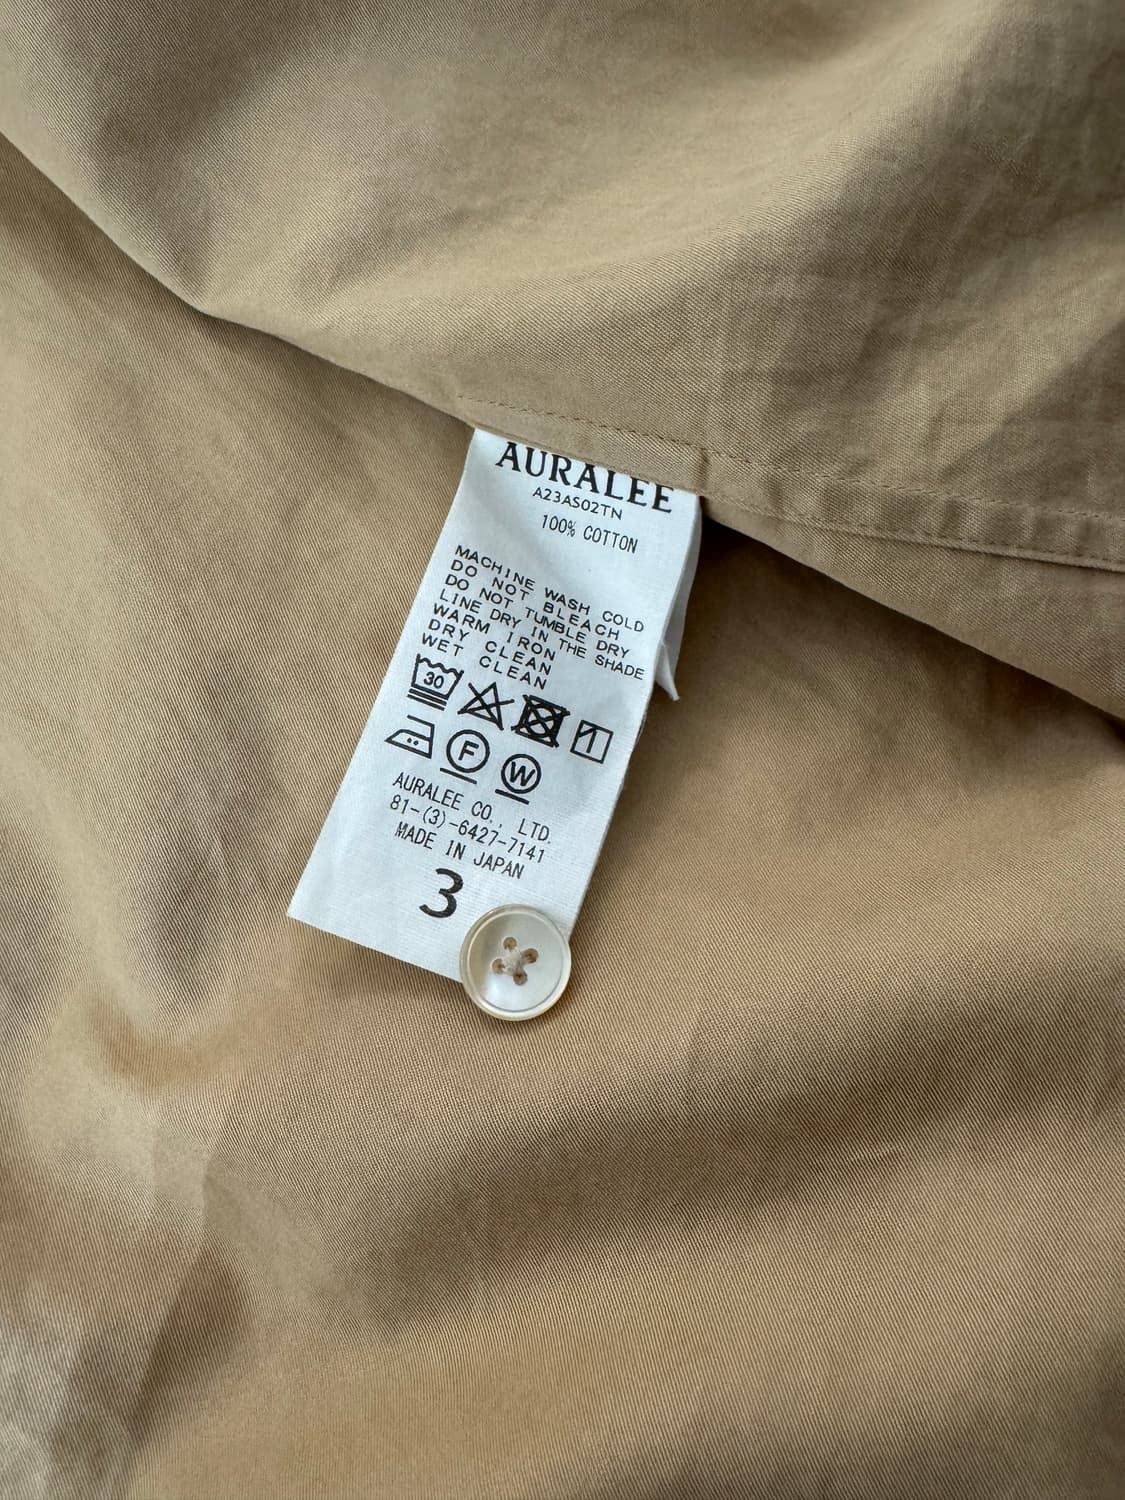 AURALEE
A23AS02TN
100% COTTON
MACHINE WASH COLD
DO NOT BLEACH
DO NOT TUMBLE DRY
LINE DRY IN THE SHADE
WARM IRON
DRY CLEAN
WET CLEAN
30
F W
AURALEE CO., LTD.
81-(3)-6427-7141
MADE IN JAPAN
3